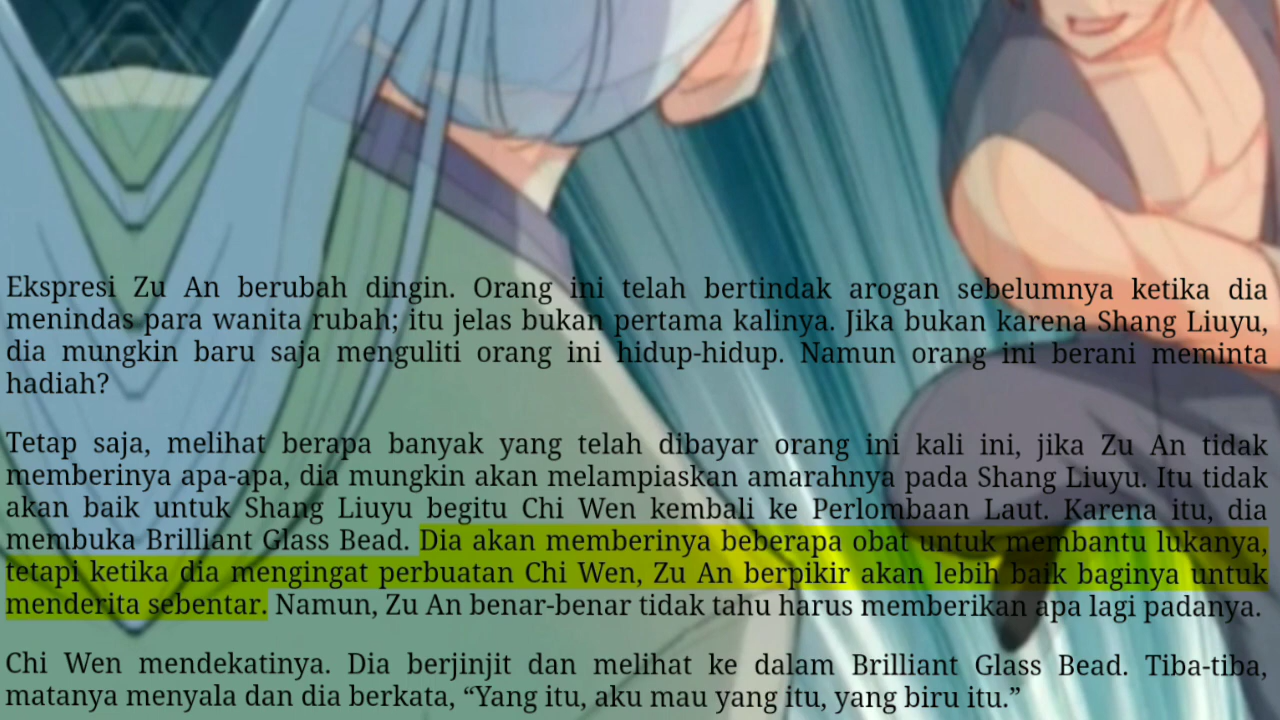 Ekspresi Zu An berubah dingin. Orang ini telah bertindak arogan sebelumnya ketika dia
menindas para wanita rubah; itu jelas bukan pertama kalinya. Jika bukan karena Shang Liuyu,
dia mungkin baru saja menguliti orang ini hidup-hidup. Namun orang ini berani meminta
hadiah?
Tetap saja, melihat berapa banyak yang telah dibayar orang ini kali ini, jika Zu An tidak
memberinya apa-apa, dia mungkin akan melampiaskan amarahnya pada Shang Liuyu. Itu tidak
akan baik untuk Shang Liuyu begitu Chi Wen kembali ke Perlombaan Laut. Karena itu, dia
membuka Brilliant Glass Bead. Dia akan memberinya beberapa obat untuk membantu lukanya,
tetapi ketika dia mengingat perbuatan Chi Wen, Zu An berpikir akan lebih baik baginya untuk
menderita sebentar. Namun, Zu An benar-benar tidak tahu harus memberikan apa lagi padanya.
Chi Wen mendekatinya. Dia berjinjit dan melihat ke dalam Brilliant Glass Bead. Tiba-tiba,
matanya menyala dan dia berkata, “Yang itu, aku mau yang itu, yang biru itu.”